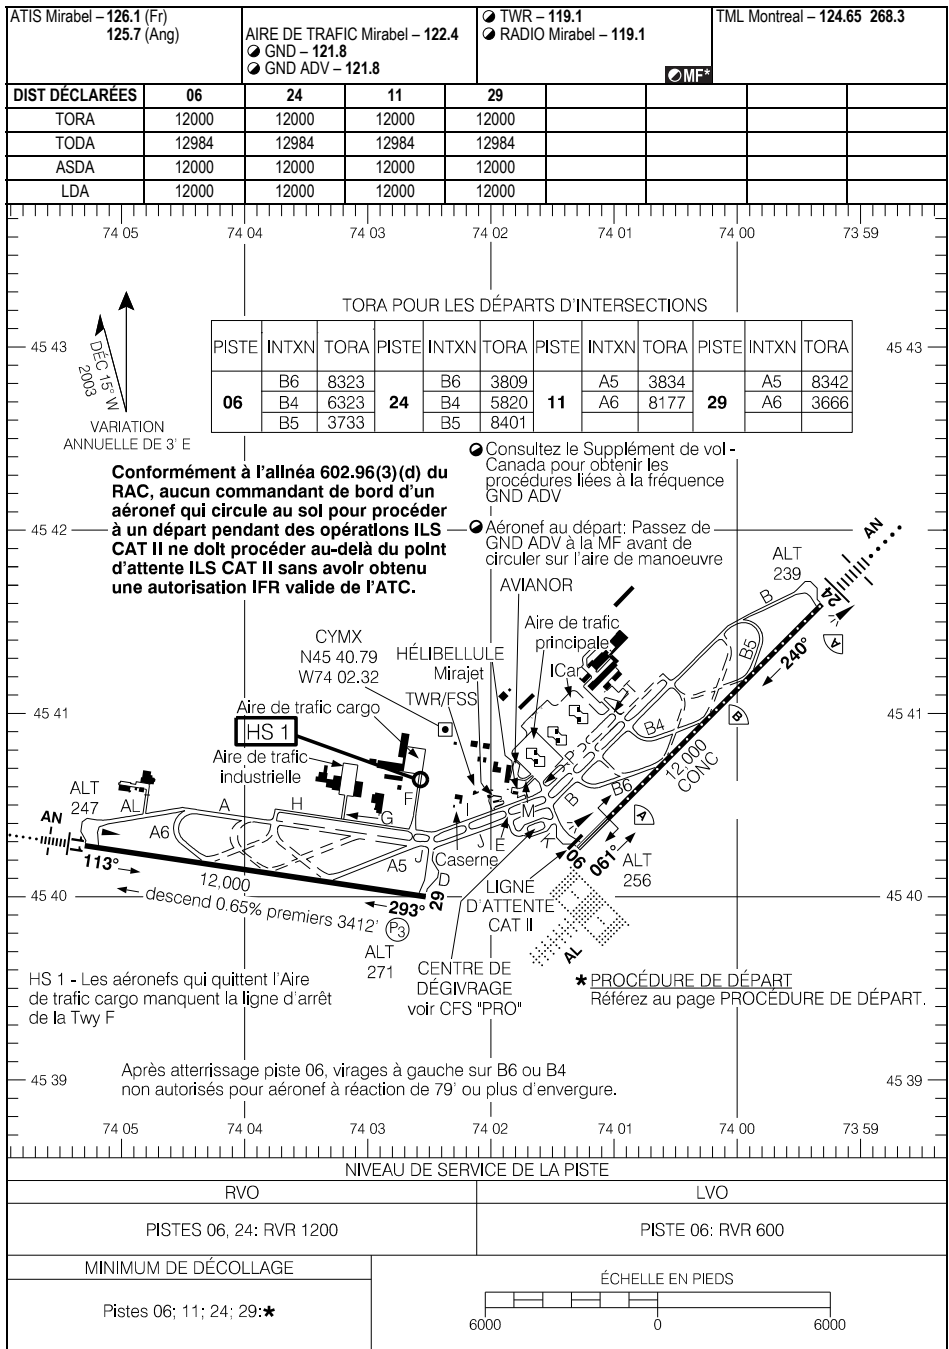 ATIS Mirabel – 126.1 (Fr)
125.7 (Ang)
AIRE DE TRAFIC Mirabel – 122.4
GND – 121.8
GND ADV – 121.8
TWR – 119.1
RADIO Mirabel – 119.1
MF*
TML Montreal – 124.65 268.3
DIST DÉCLARÉES 06 24 11 29
TORA 12000 12000 12000 12000
TODA 12984 12984 12984 12984
ASDA 12000 12000 12000 12000
LDA 12000 12000 12000 12000
74 05 74 04 74 03 74 02 74 01 74 00 73 59
TORA POUR LES DÉPARTS D'INTERSECTIONS
45 43 45 43
PISTE INTXN TORA PISTE INTXN TORA PISTE INTXN TORA PISTE INTXN TORA
06 B6 8323 24 B6 3809 11 A5 3834 29 A5 8342
B4 6323 B4 5820 A6 8177 A6 3666
B5 3733 B5 8401
DÉC 15° W
2003
VARIATION
ANNUELLE DE 3' E
Conformément à l'allnéa 602.96(3)(d) du
RAC, aucun commandant de bord d'un
aéronef qui circule au sol pour procéder
à un départ pendant des opérations ILS
CAT II ne dolt procéder au-delà du point
d'attente ILS CAT II sans avolr obtenu
une autorisation IFR valide de l'ATC.
Consultez le Supplément de vol -
Canada pour obtenir les
procédures liées à la fréquence
GND ADV
Aéronef au départ: Passez de
GND ADV à la MF avant de
circuler sur l'aire de manoeuvre
45 42 45 42
AN
ALT
239
24
B
B5
240°
A
AVIANOR
Aire de trafic
principale
ICar
CYMX
N45 40.79
W74 02.32
HÉLIBELLULE
Mirajet
TWR/FSS
Aire de trafic cargo
HS 1
Aire de trafic
industrielle
45 41 45 41
B4
B
12,000
CONC
B6
A
P
M
B
K
E
J
I
F
G
H
A
AL
ALT
247
AN
11
A6
A5
J
D
Caserne
113°
12,000
descend 0.65% premiers 3412'
293°
29
P3
ALT
271
06
061°
ALT
256
AL
LIGNE
D'ATTENTE
CAT II
45 40 45 40
CENTRE DE
DÉGIVRAGE
voir CFS "PRO"
* PROCÉDURE DE DÉPART
Référez au page PROCÉDURE DE DÉPART.
HS 1 - Les aéronefs qui quittent l'Aire
de trafic cargo manquent la ligne d'arrêt
de la Twy F
Après atterrissage piste 06, virages à gauche sur B6 ou B4
non autorisés pour aéronef à réaction de 79' ou plus d'envergure.
45 39 45 39
74 05 74 04 74 03 74 02 74 01 74 00 73 59
NIVEAU DE SERVICE DE LA PISTE
RVO LVO
PISTES 06, 24: RVR 1200 PISTE 06: RVR 600
MINIMUM DE DÉCOLLAGE
Pistes 06; 11; 24; 29:*
ÉCHELLE EN PIEDS
6000 0 6000